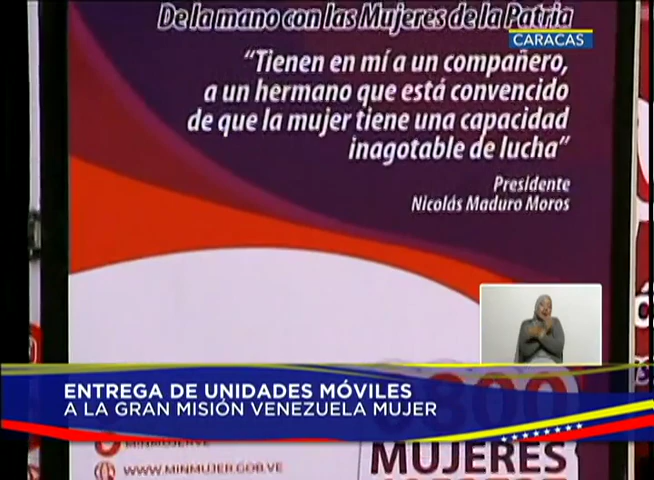 De la mano con las Mujeres de la Patria
CARACAS
“Tienen en mí a un compañero,
a un hermano que está convencido
de que la mujer tiene una capacidad
inagotable de lucha”
Presidente
Nicolás Maduro Moros
ENTREGA DE UNIDADES MÓVILES
A LA GRAN MISIÓN VENEZUELA MUJER
WWW.MINMUJER.GOB.VE
MUJERES